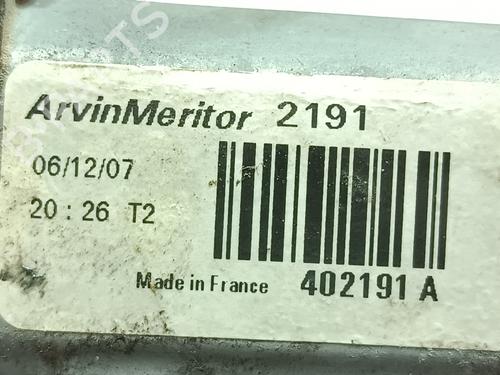 ArvinMeritor 2191
06/12/07
20 : 26 T2
Made in France 402191 A